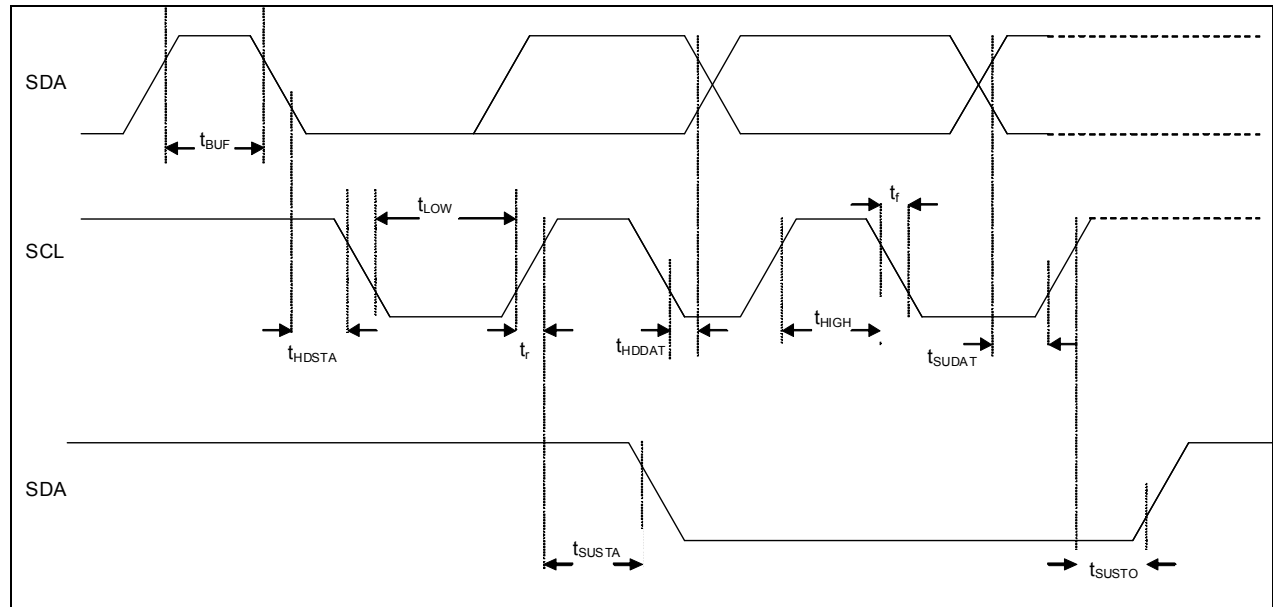 SDA
tBUF
tf
tLOW
SCL
tHDSTA
tr
tHDDAT
tHIGH
tSUDAT
SDA
tSUSTA
tSUSTO